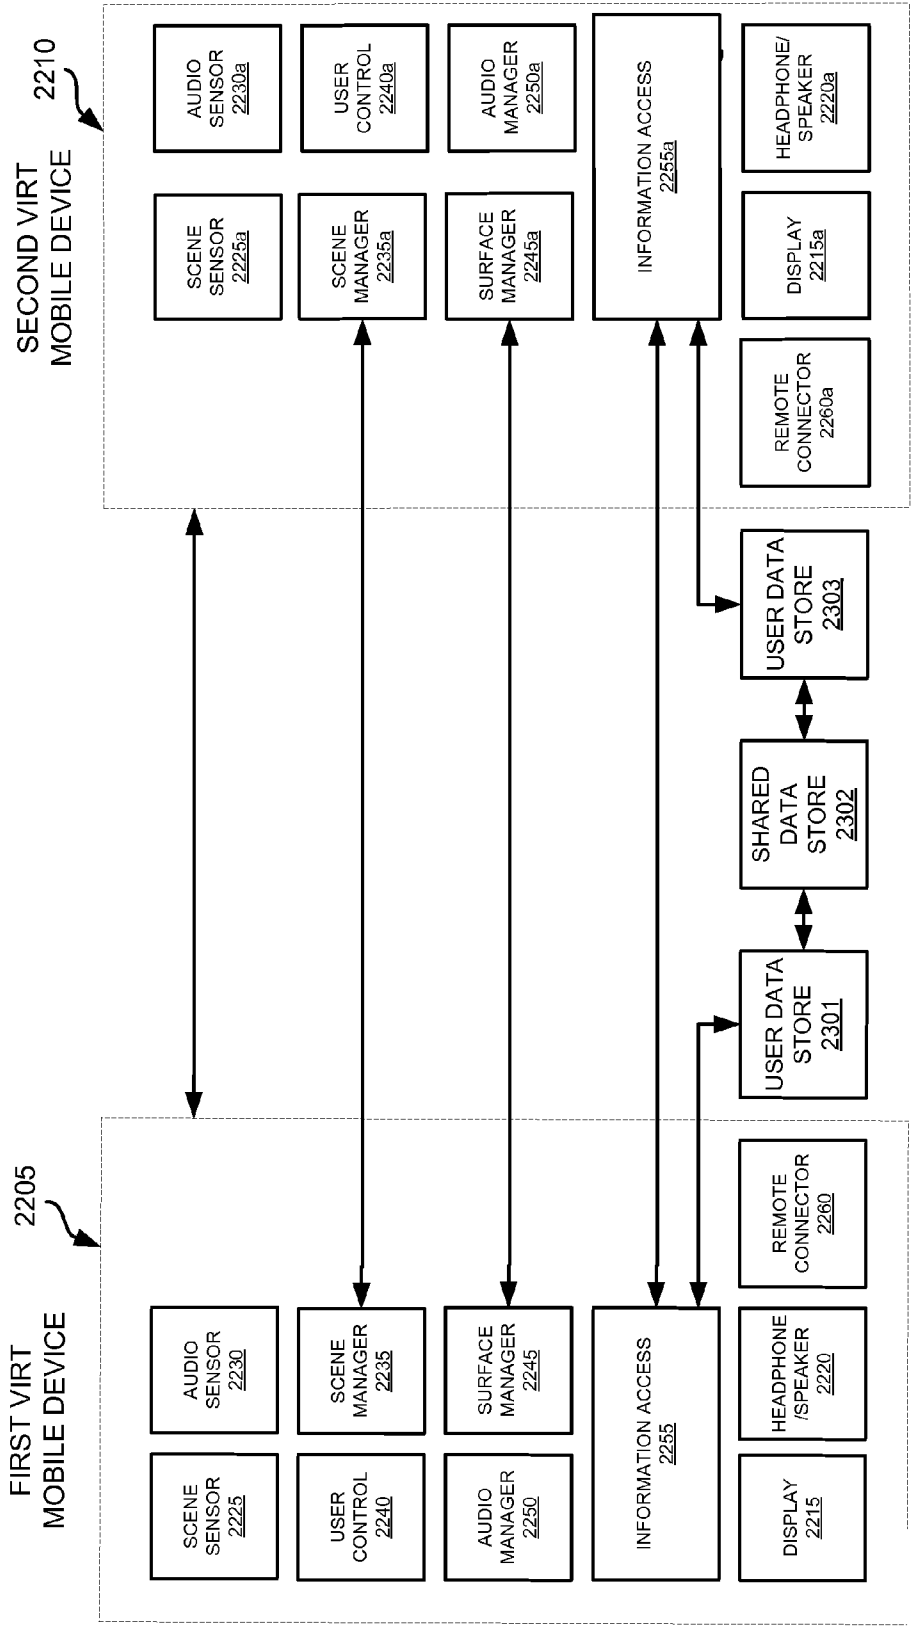 FIRST VIRT
MOBILE DEVICE
2205
SCENE
SENSOR
2225
AUDIO
SENSOR
2230
USER
CONTROL
2240
SCENE
MANAGER
2235
AUDIO
MANAGER
2250
SURFACE
MANAGER
2245
INFORMATION ACCESS
2255
DISPLAY
2215
HEADPHONE
/SPEAKER
2220
REMOTE
CONNECTOR
2260
USER DATA
STORE
2301
SHARED
DATA
STORE
2302
USER DATA
STORE
2303
SECOND VIRT
MOBILE DEVICE
2210
SCENE
SENSOR
2225a
AUDIO
SENSOR
2230a
SCENE
MANAGER
2235a
USER
CONTROL
2240a
SURFACE
MANAGER
2245a
AUDIO
MANAGER
2250a
INFORMATION ACCESS
2255a
REMOTE
CONNECTOR
2260a
DISPLAY
2215a
HEADPHONE/
SPEAKER
2220a